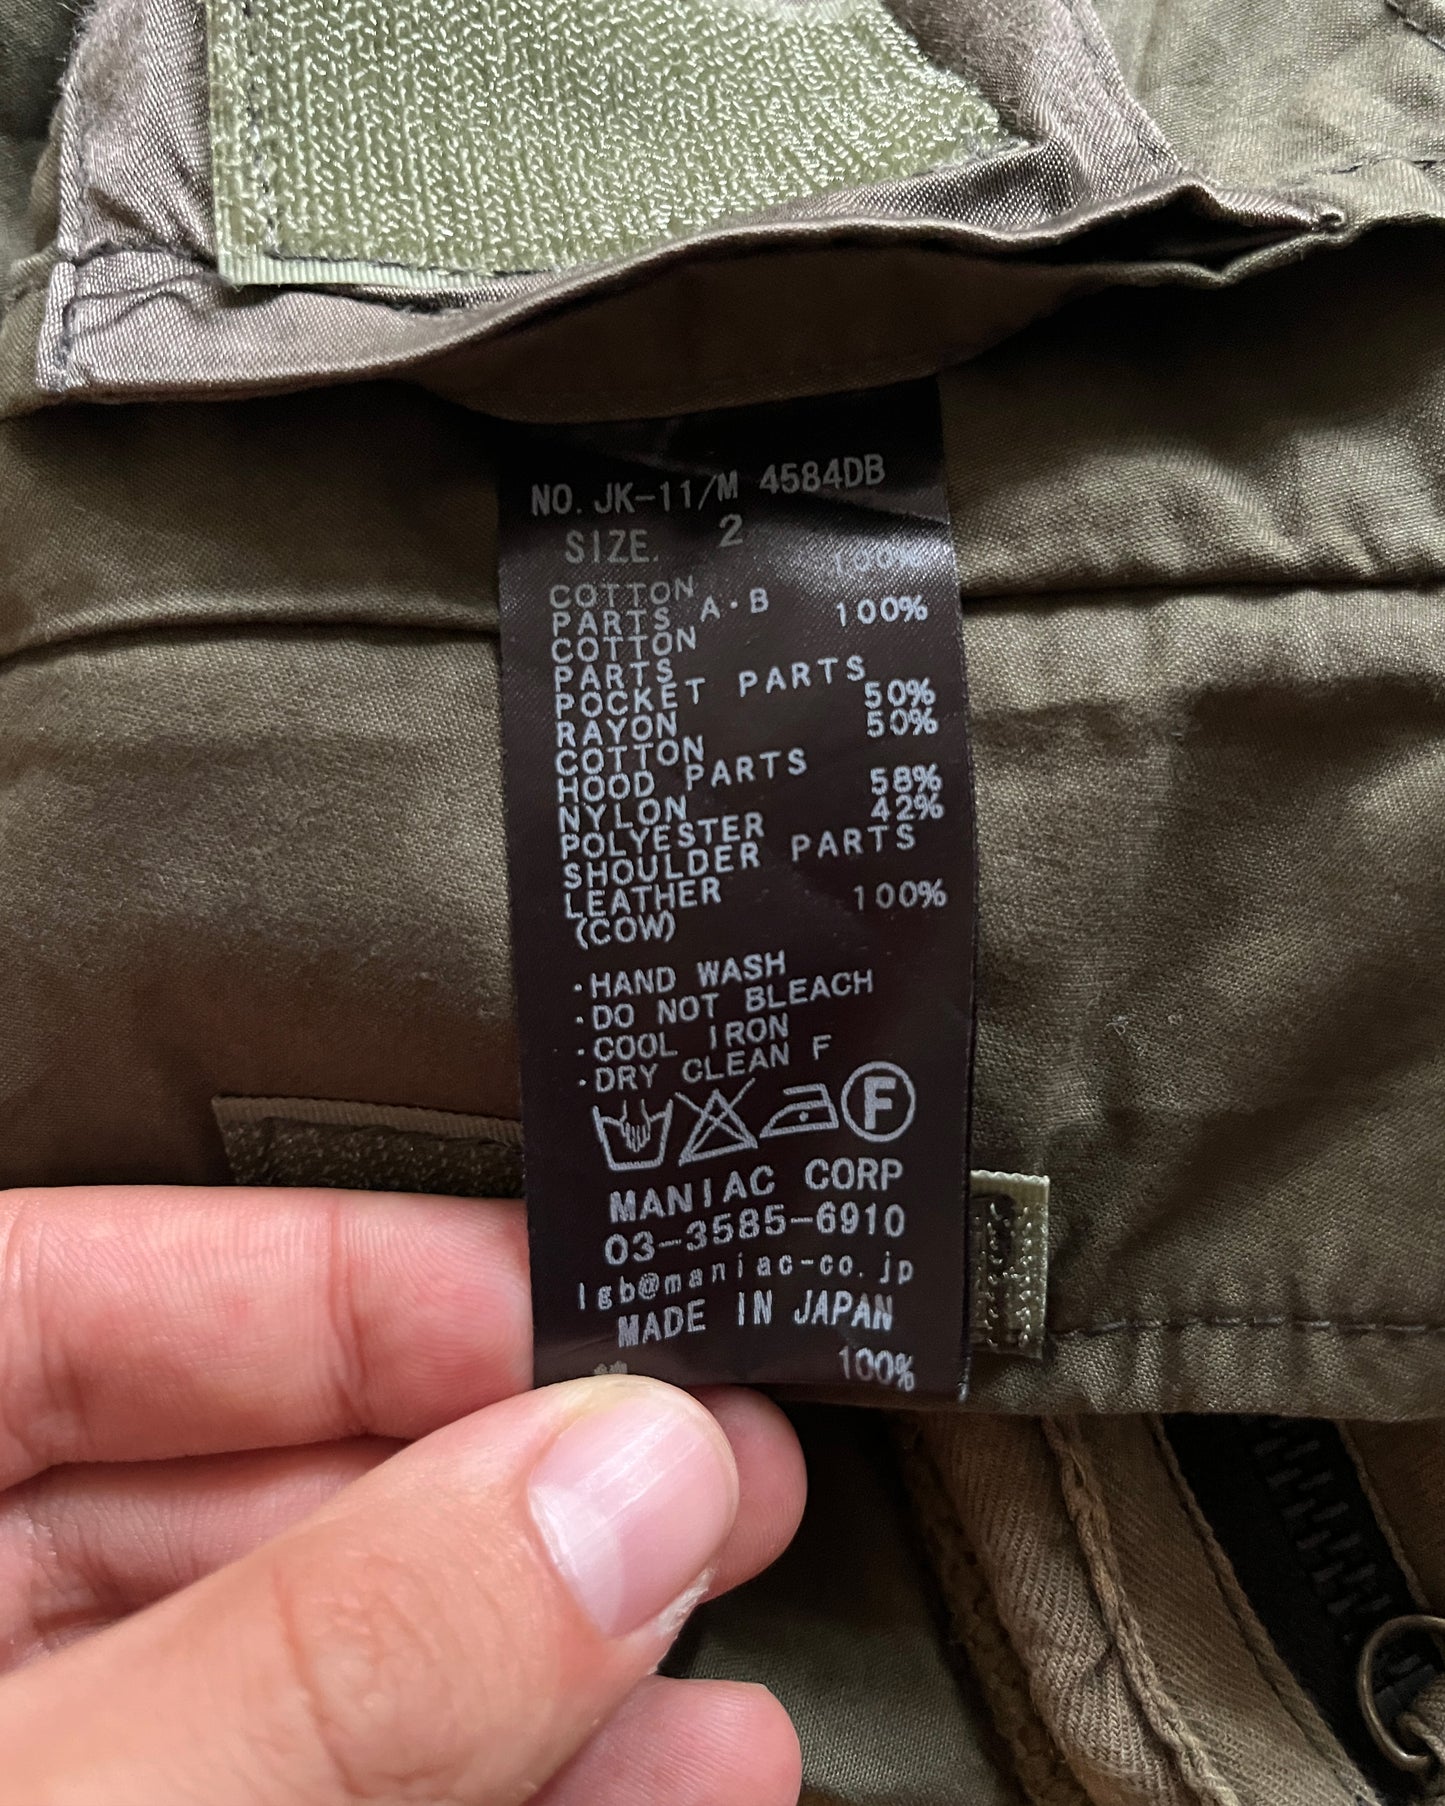 NO. JK-11/M 4584DB
SIZE. 2
COTTON 100%
PARTS A・B
COTTON 100%
PARTS
POCKET PARTS
RAYON 50%
COTTON 50%
HOOD PARTS
NYLON 58%
POLYESTER 42%
SHOULDER PARTS
LEATHER 100%
(COW)
・HAND WASH
・DO NOT BLEACH
・COOL IRON
・DRY CLEAN F
F
MANIAC CORP
03-3585-6910
lgb@maniac-co.jp
MADE IN JAPAN
100%